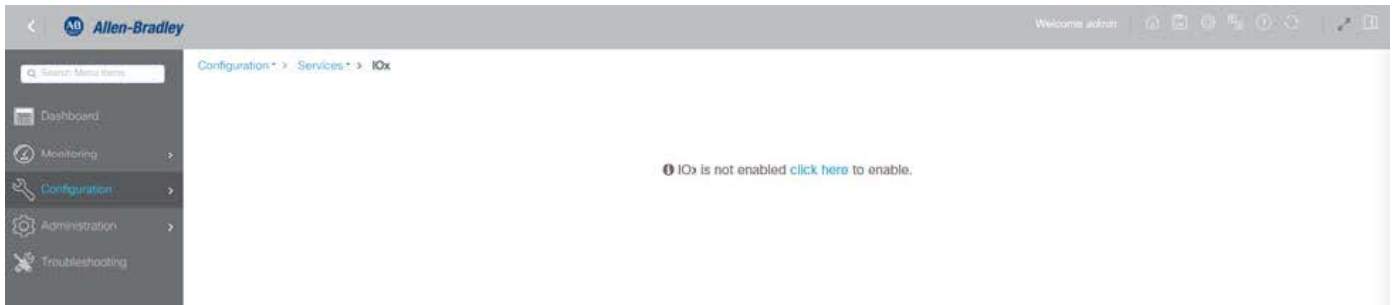 AB Allen-Bradley
Welcome admin
Search Menu Items
Configuration > Services > IOx
Dashboard
Monitoring
IOx is not enabled click here to enable.
Configuration
Administration
Troubleshooting